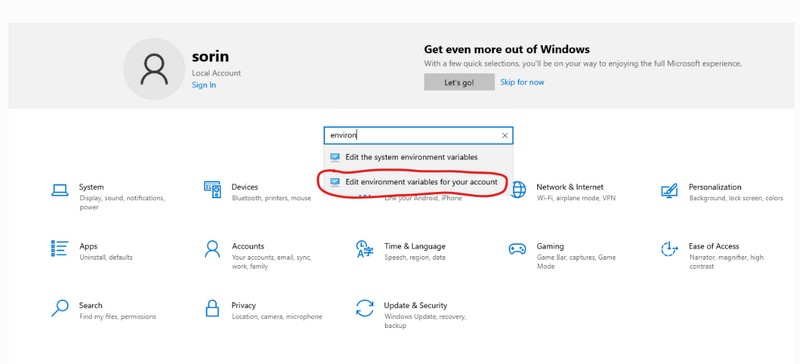 sorin
Local Account
Sign In
Get even more out of Windows
With a few quick selections, you'll be on your way to enjoying the full Microsoft experience.
Let's go!
Skip for now
environ
Edit the system environment variables
Edit environment variables for your account
System
Display, sound, notifications,
power
Devices
Bluetooth, printers, mouse
Link your Android, iPhone
Network & Internet
Wi-Fi, airplane mode, VPN
Personalization
Background, lock screen, colors
Apps
Uninstall, defaults
Accounts
Your accounts, email, sync,
work, family
Time & Language
Speech, region, date
Gaming
Game Bar, captures, Game
Mode
Ease of Access
Narrator, magnifier, high
contrast
Search
Find my files, permissions
Privacy
Location, camera, microphone
Update & Security
Windows Update, recovery,
backup